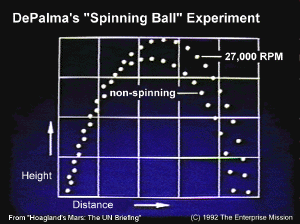 DePalma's "Spinning Ball" Experiment
27,000 RPM
non-spinning
Height
Distance
From "Hoagland's Mars: The UN Briefing"
(C) 1992 The Enterprise Mission